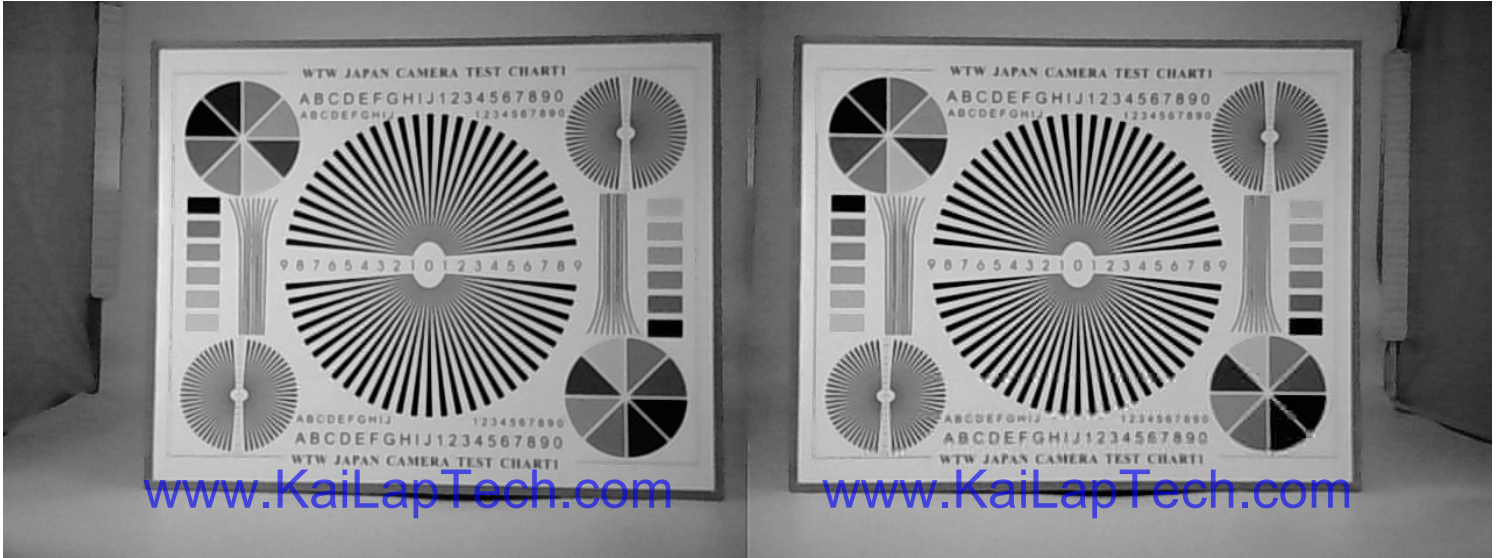 WTW JAPAN CAMERA TEST CHART1
ABCDEFGHIJ1234567890
ABCDEFGHIJ 1234567890
9 8 7 6 5 4 3 2 1 0 1 2 3 4 5 6 7 8 9
ABCDEFGHIJ 1234567890
ABCDEFGHIJ1234567890
WTW JAPAN CAMERA TEST CHART1
www.KaiLapTech.com
WTW JAPAN CAMERA TEST CHART1
ABCDEFGHIJ1234567890
ABCDEFGHIJ 1234567890
9 8 7 6 5 4 3 2 1 0 1 2 3 4 5 6 7 8 9
ABCDEFGHIJ 1234567890
ABCDEFGHIJ1234567890
WTW JAPAN CAMERA TEST CHART1
www.KaiLapTech.com